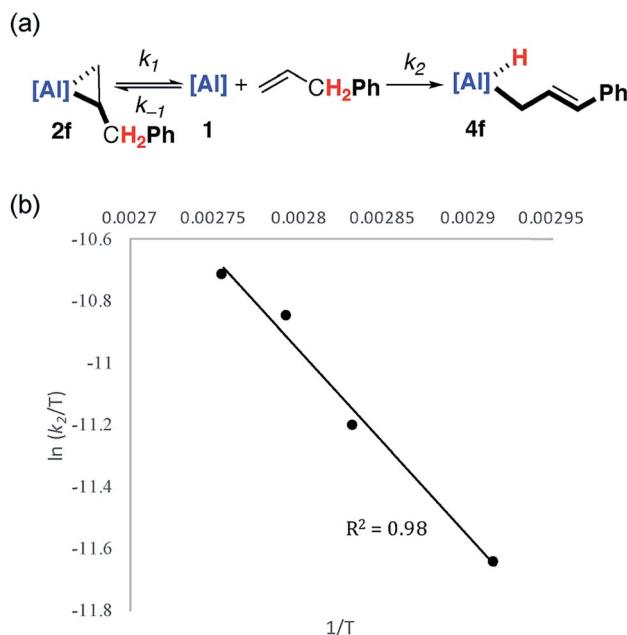 (a)
k1
k–1
[Al]
2f
CH2Ph
[Al] +
1
CH2Ph
k2
H
[Al]
Ph
4f
(b)
0.0027 0.00275 0.0028 0.00285 0.0029 0.00295
-10.6
-10.8
-11
-11.2
-11.4
-11.6
-11.8
ln (k2/T)
R2 = 0.98
1/T